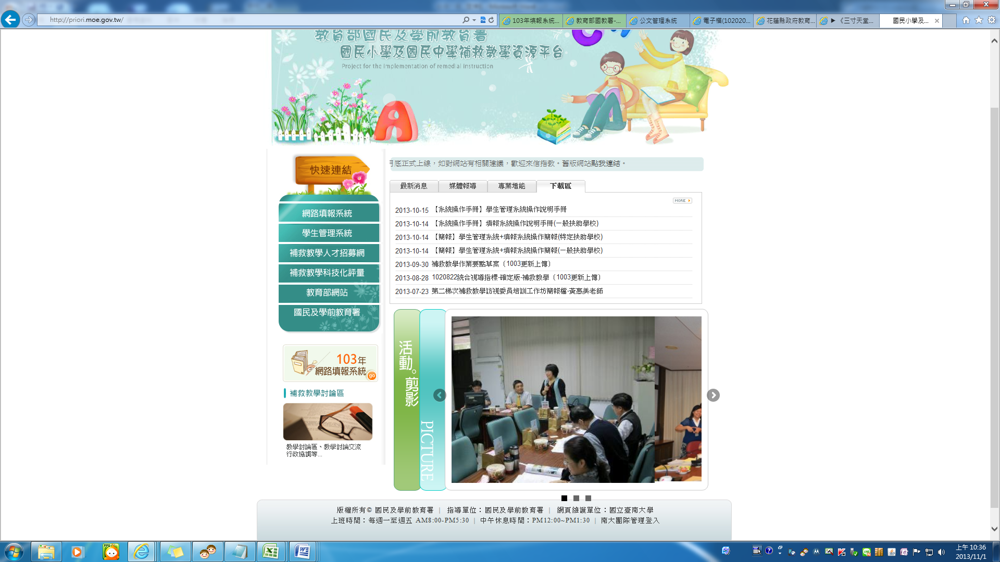 http://priori.moe.gov.tw/
103年填報系統...
教育部國教署-...
公文管理系統
電子檔(102020...
花蓮縣政府教育...
▶《三寸天堂...
國民小學及...
教育部國民及學前教育署
國民小學及國民中學補救教學資源平台
Project for the implementation of remedial instruction
A
快速連結
月底正式上線，如對網站有相關建議，歡迎來信指教。舊版網站點我連結。
最新消息 媒體報導 專業增能 下載區
MORE
2013-10-15 【系統操作手冊】學生管理系統操作說明手冊
2013-10-14 【系統操作手冊】填報系統操作說明手冊(一般扶助學校)
2013-10-14 【簡報】學生管理系統+填報系統操作簡報(特定扶助學校)
2013-10-14 【簡報】學生管理系統+填報系統操作簡報(一般扶助學校)
2013-09-30 補救教學作業要點草案〔1003更新上傳〕
2013-08-28 1020822統合視導指標-確定版-補救教學〔1003更新上傳〕
2013-07-23 第二梯次補救教學訪視委員培訓工作坊簡報檔-黃惠美老師
網路填報系統
學生管理系統
補救教學人才招募網
補救教學科技化評量
教育部網站
國民及學前教育署
103年
網路填報系統
go
補救教學討論區
教學討論區、教學討論交流
行政協調等...
活動。剪影
PICTURE
版權所有© 國民及學前教育署 | 指導單位：國民及學前教育署 | 網頁維護單位：國立臺南大學
上班時間：每週一至週五 AM8:00-PM5:30 | 中午休息時間：PM12:00~PM1:30 | 南大團隊管理登入
上午 10:36
2013/11/1